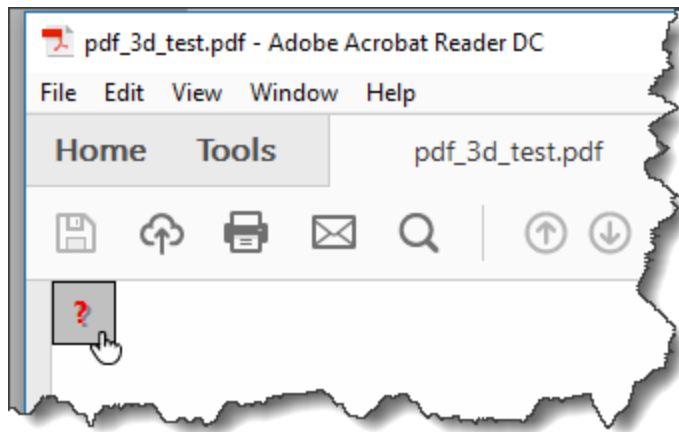 pdf_3d_test.pdf - Adobe Acrobat Reader DC
File Edit View Window Help
Home Tools pdf_3d_test.pdf
?